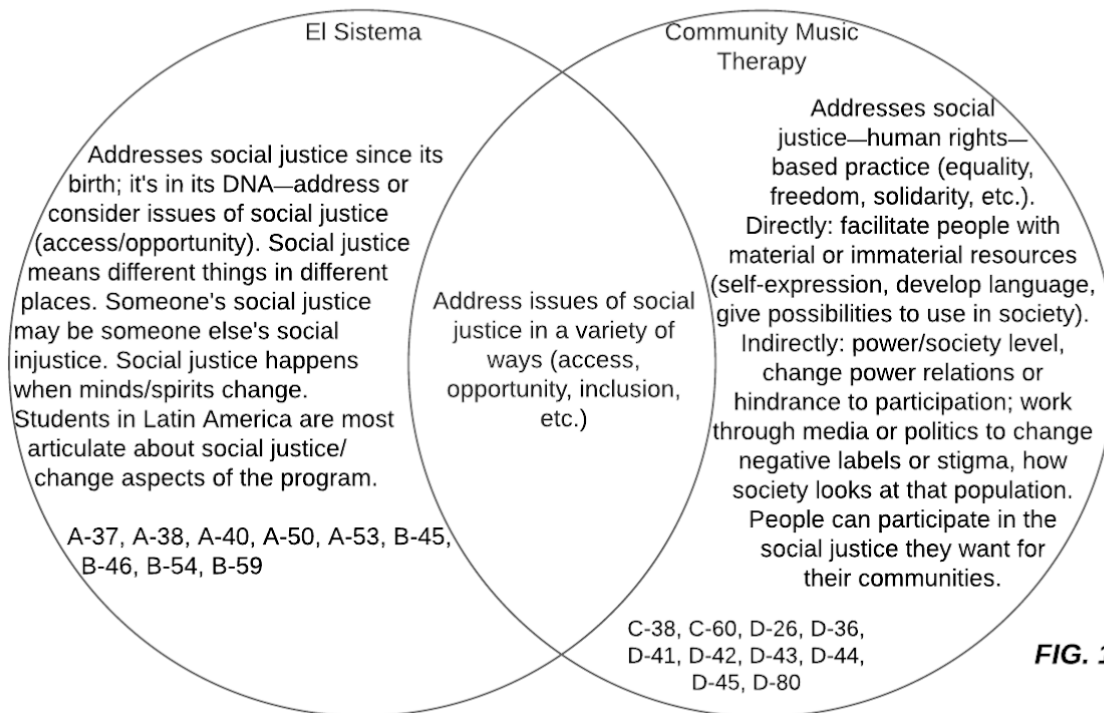 El Sistema
Addresses social justice since its
birth; it's in its DNA—address or
consider issues of social justice
(access/opportunity). Social justice
means different things in different
places. Someone's social justice
may be someone else's social
injustice. Social justice happens
when minds/spirits change.
Students in Latin America are most
articulate about social justice/
change aspects of the program.
A-37, A-38, A-40, A-50, A-53, B-45,
B-46, B-54, B-59
Address issues of social
justice in a variety of
ways (access,
opportunity, inclusion,
etc.)
Community Music
Therapy
Addresses social
justice—human rights—
based practice (equality,
freedom, solidarity, etc.).
Directly: facilitate people with
material or immaterial resources
(self-expression, develop language,
give possibilities to use in society).
Indirectly: power/society level,
change power relations or
hindrance to participation; work
through media or politics to change
negative labels or stigma, how
society looks at that population.
People can participate in the
social justice they want for
their communities.
C-38, C-60, D-26, D-36,
D-41, D-42, D-43, D-44,
D-45, D-80
FIG. 1